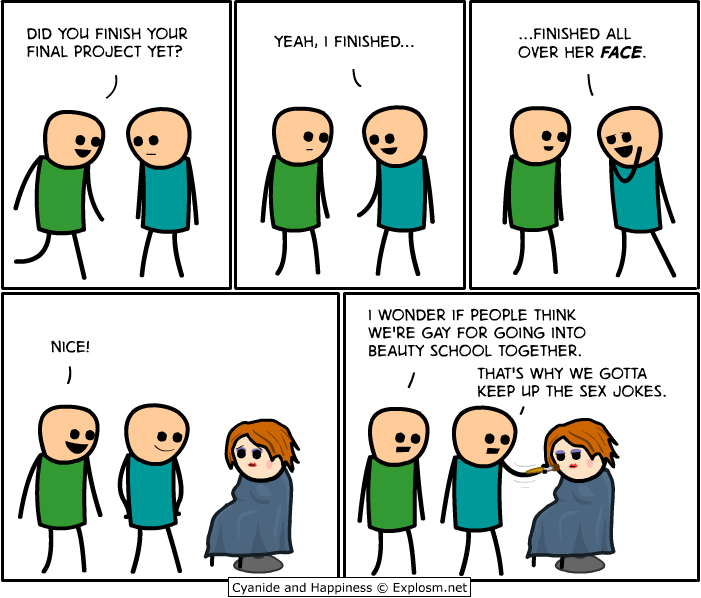 DID YOU FINISH YOUR
FINAL PROJECT YET?
YEAH, I FINISHED...
...FINISHED ALL
OVER HER FACE.
NICE!
I WONDER IF PEOPLE THINK
WE'RE GAY FOR GOING INTO
BEAUTY SCHOOL TOGETHER.
THAT'S WHY WE GOTTA
KEEP UP THE SEX JOKES.
Cyanide and Happiness © Explosm.net